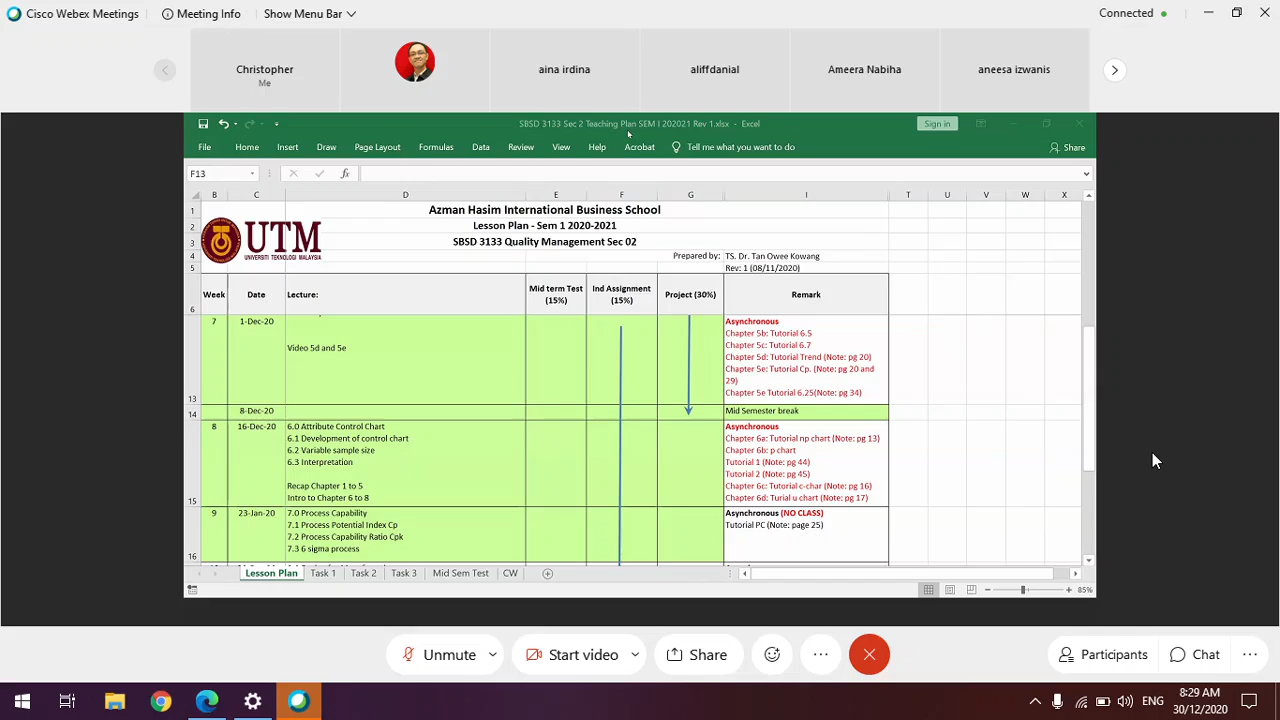 Cisco Webex Meetings
Meeting Info
Show Menu Bar
Connected
Christopher
Me
aina irdina
aliffdanial
Ameera Nabiha
aneesa izwanis
SBSD 3133 Sec 2 Teaching Plan SEM I 202021 Rev 1.xlsx - Excel
Sign in
File Home Insert Draw Page Layout Formulas Data Review View Help Acrobat Tell me what you want to do
Share
F13
fx
B C D E F G I T U V W X
1 Azman Hasim International Business School
2 Lesson Plan - Sem 1 2020-2021
3 SBSD 3133 Quality Management Sec 02
UTM
UNIVERSITI TEKNOLOGI MALAYSIA
4 Prepared by: TS. Dr. Tan Owee Kowang
5 Rev: 1 (08/11/2020)
6 Week Date Lecture: Mid term Test (15%) Ind Assignment (15%) Project (30%) Remark
7 1-Dec-20
Video 5d and 5e
Asynchronous
Chapter 5b: Tutorial 6.5
Chapter 5c: Tutorial 6.7
Chapter 5d: Tutorial Trend (Note: pg 20)
Chapter 5e: Tutorial Cp. (Note: pg 20 and
29)
Chapter 5e Tutorial 6.25(Note: pg 34)
13
14 8-Dec-20 Mid Semester break
8 16-Dec-20
6.0 Attribute Control Chart
6.1 Development of control chart
6.2 Variable sample size
6.3 Interpretation
Recap Chapter 1 to 5
Intro to Chapter 6 to 8
Asynchronous
Chapter 6a: Tutorial np chart (Note: pg 13)
Chapter 6b: p chart
Tutorial 1 (Note: pg 44)
Tutorial 2 (Note: pg 45)
Chapter 6c: Tutorial c-char (Note: pg 16)
Chapter 6d: Turial u chart (Note: pg 17)
15
9 23-Jan-20
7.0 Process Capability
7.1 Process Potential Index Cp
7.2 Process Capability Ratio Cpk
7.3 6 sigma process
Asynchronous (NO CLASS)
Tutorial PC (Note: page 25)
16
Lesson Plan Task 1 Task 2 Task 3 Mid Sem Test CW
85%
Unmute
Start video
Share
Participants
Chat
ENG
8:29 AM
30/12/2020